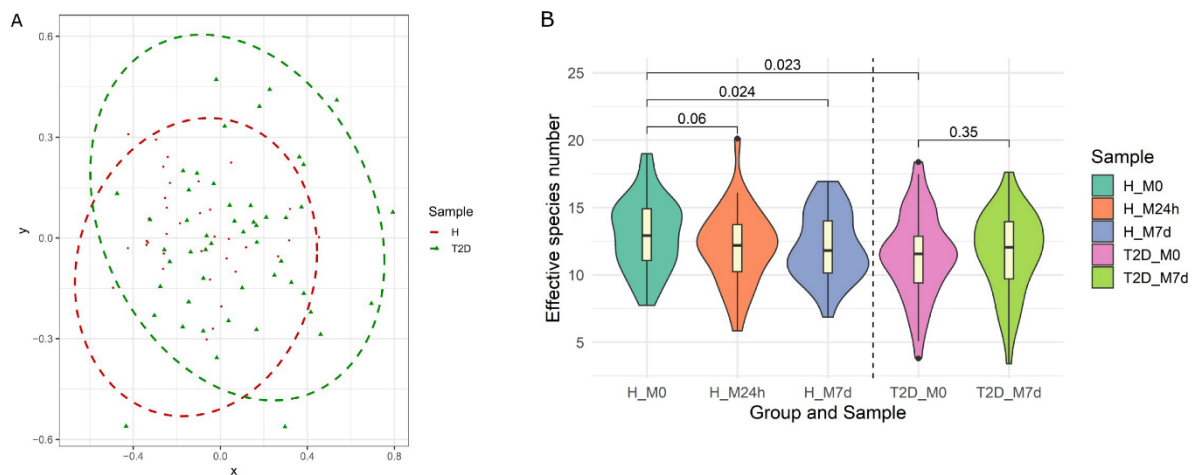 A
0.6
0.3
0.0
−0.3
−0.6
−0.4
0.0
0.4
0.8
x
y
Sample
H
T2D
B
0.023
0.024
0.06
0.35
25
20
15
10
5
Effective species number
H_M0
H_M24h
H_M7d
T2D_M0
T2D_M7d
Group and Sample
Sample
H_M0
H_M24h
H_M7d
T2D_M0
T2D_M7d